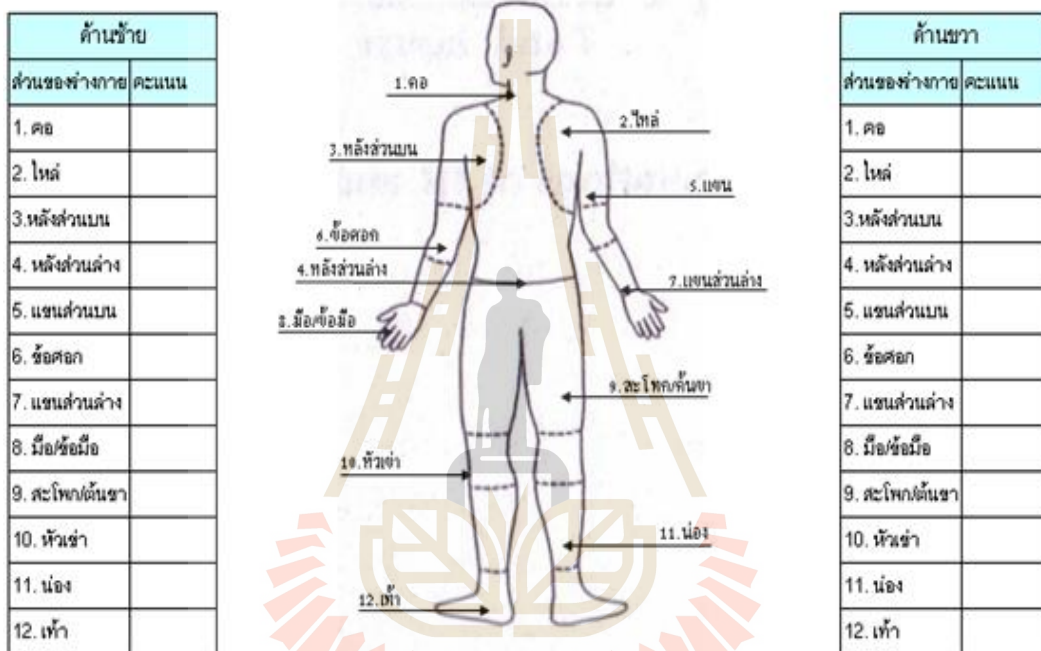 ด้านซ้าย
ส่วนของร่างกาย คะแนน
1. คอ
2. ไหล่
3.หลังส่วนบน
4. หลังส่วนล่าง
5. แขนส่วนบน
6. ข้อศอก
7. แขนส่วนล่าง
8. มือ/ข้อมือ
9. สะโพก/ต้นขา
10. หัวเข่า
11. น่อง
12. เท้า
1.คอ
2.ไหล่
3.หลังส่วนบน
5.แขน
6.ข้อศอก
4.หลังส่วนล่าง
7.แขนส่วนล่าง
8.มือ/ข้อมือ
9.สะโพก/ต้นขา
10.หัวเข่า
11.น่อง
12.เท้า
ด้านขวา
ส่วนของร่างกาย คะแนน
1. คอ
2. ไหล่
3.หลังส่วนบน
4. หลังส่วนล่าง
5. แขนส่วนบน
6. ข้อศอก
7. แขนส่วนล่าง
8. มือ/ข้อมือ
9. สะโพก/ต้นขา
10. หัวเข่า
11. น่อง
12. เท้า